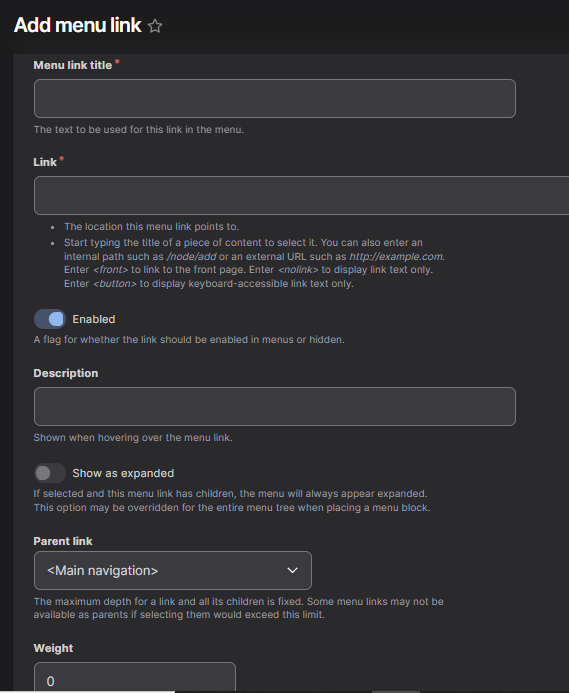 Add menu link
Menu link title *
The text to be used for this link in the menu.
Link *
• The location this menu link points to.
• Start typing the title of a piece of content to select it. You can also enter an
internal path such as /node/add or an external URL such as http://example.com.
Enter <front> to link to the front page. Enter <nolink> to display link text only.
Enter <button> to display keyboard-accessible link text only.
Enabled
A flag for whether the link should be enabled in menus or hidden.
Description
Shown when hovering over the menu link.
Show as expanded
If selected and this menu link has children, the menu will always appear expanded.
This option may be overridden for the entire menu tree when placing a menu block.
Parent link
<Main navigation>
The maximum depth for a link and all its children is fixed. Some menu links may not be
available as parents if selecting them would exceed this limit.
Weight
0